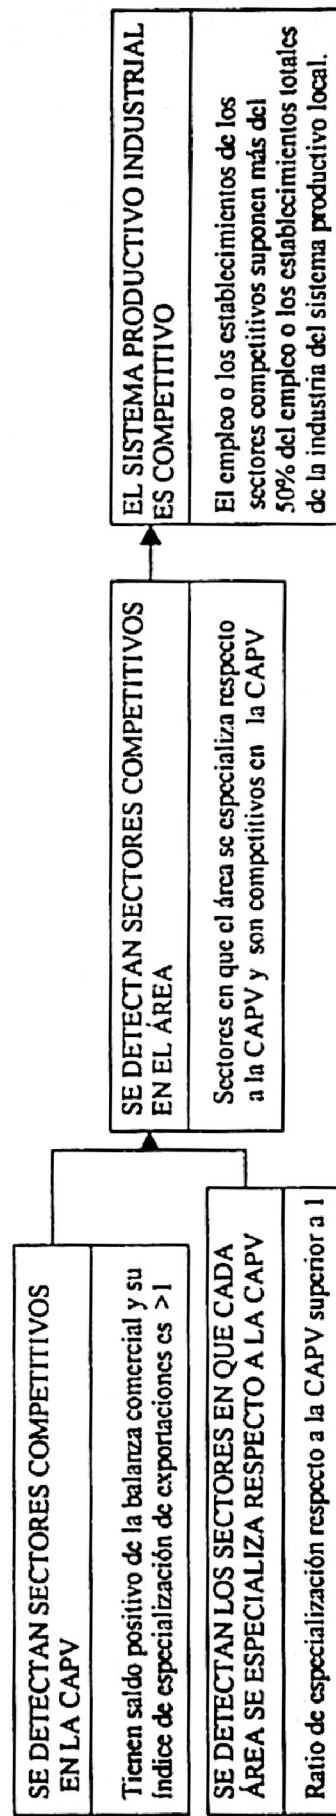 SE DETECTAN SECTORES COMPETITIVOS
EN LA CAPV
Tienen saldo positivo de la balanza comercial y su
índice de especialización de exportaciones es >1
SE DETECTAN LOS SECTORES EN QUE CADA
ÁREA SE ESPECIALIZA RESPECTO A LA CAPV
Ratio de especialización respecto a la CAPV superior a 1
SE DETECTAN SECTORES COMPETITIVOS
EN EL ÁREA
Sectores en que el área se especializa respecto
a la CAPV y son competitivos en la CAPV
EL SISTEMA PRODUCTIVO INDUSTRIAL
ES COMPETITIVO
El empleo o los establecimientos de los
sectores competitivos suponen más del
50% del empleo o los establecimientos totales
de la industria del sistema productivo local.